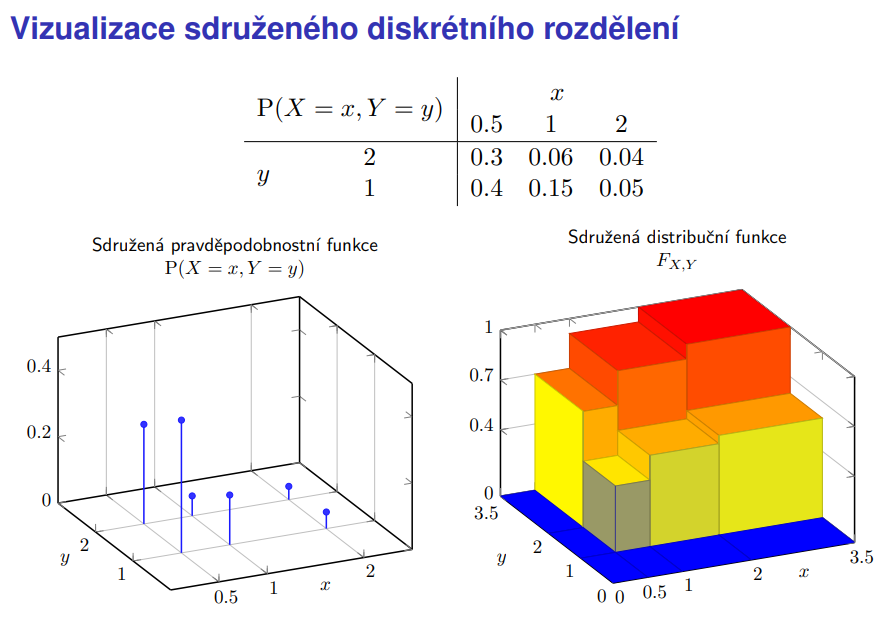 Vizualizace sdruženého diskrétního rozdělení
x
P(X = x, Y = y)
0.5 1 2
2 0.3 0.06 0.04
y
1 0.4 0.15 0.05
Sdružená pravděpodobnostní funkce
P(X = x, Y = y)
0.4
0.2
0
2
y
1
0.5
1
x
2
Sdružená distribuční funkce
F_{X,Y}
1
0.7
0.4
0
3.5
2
y
1
0
0
0.5
1
2
x
3.5